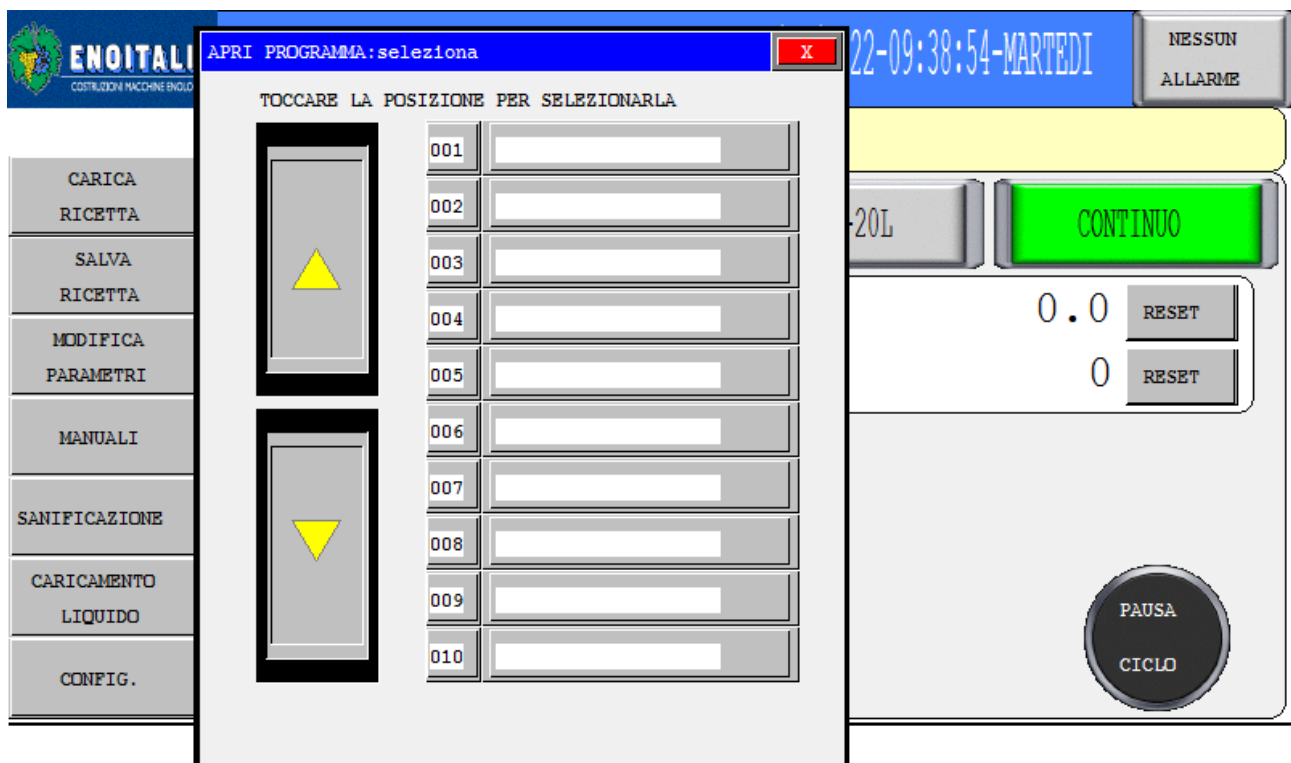 ENOITALI
COSTRUZIONI MACCHINE ENOLO
APRI PROGRAMMA:seleziona
X
22-09:38:54-MARTEDI
NESSUN
ALLARME
TOCCARE LA POSIZIONE PER SELEZIONARLA
CARICA
RICETTA
SALVA
RICETTA
MODIFICA
PARAMETRI
MANUALI
SANIFICAZIONE
CARICAMENTO
LIQUIDO
CONFIG.
001
002
003
004
005
006
007
008
009
010
-20L
CONTINUO
0.0 RESET
0 RESET
PAUSA
CICLO